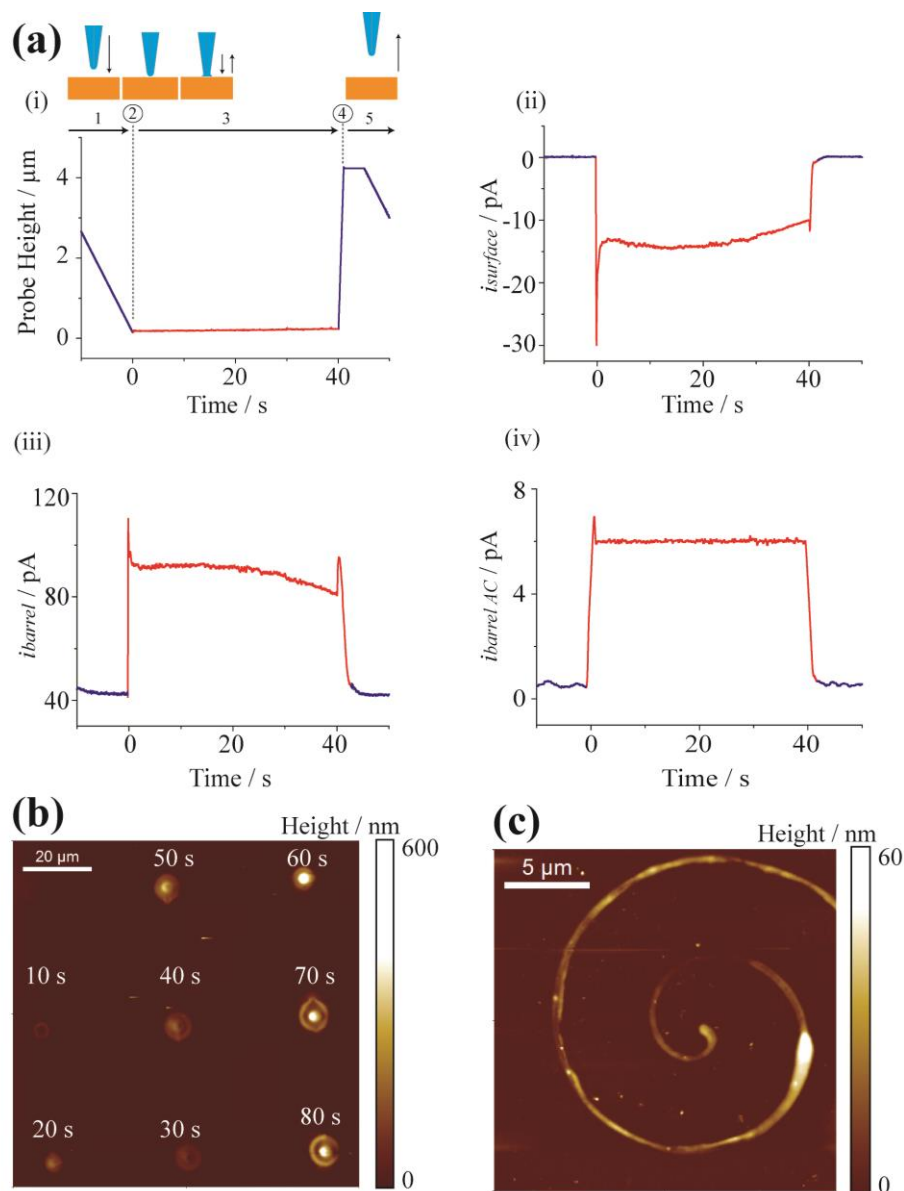 (a)
(i)
1 ② 3 ④ 5
Probe Height / μm
4
2
0
0 20 40
Time / s
(ii)
isurface / pA
0
-10
-20
-30
0 20 40
Time / s
(iii)
ibarrel / pA
120
80
40
0 20 40
Time / s
(iv)
ibarrel AC / pA
8
4
0
0 20 40
Time / s
(b)
Height / nm
600
0
20 μm
50 s 60 s
10 s 40 s 70 s
20 s 30 s 80 s
(c)
Height / nm
60
0
5 μm